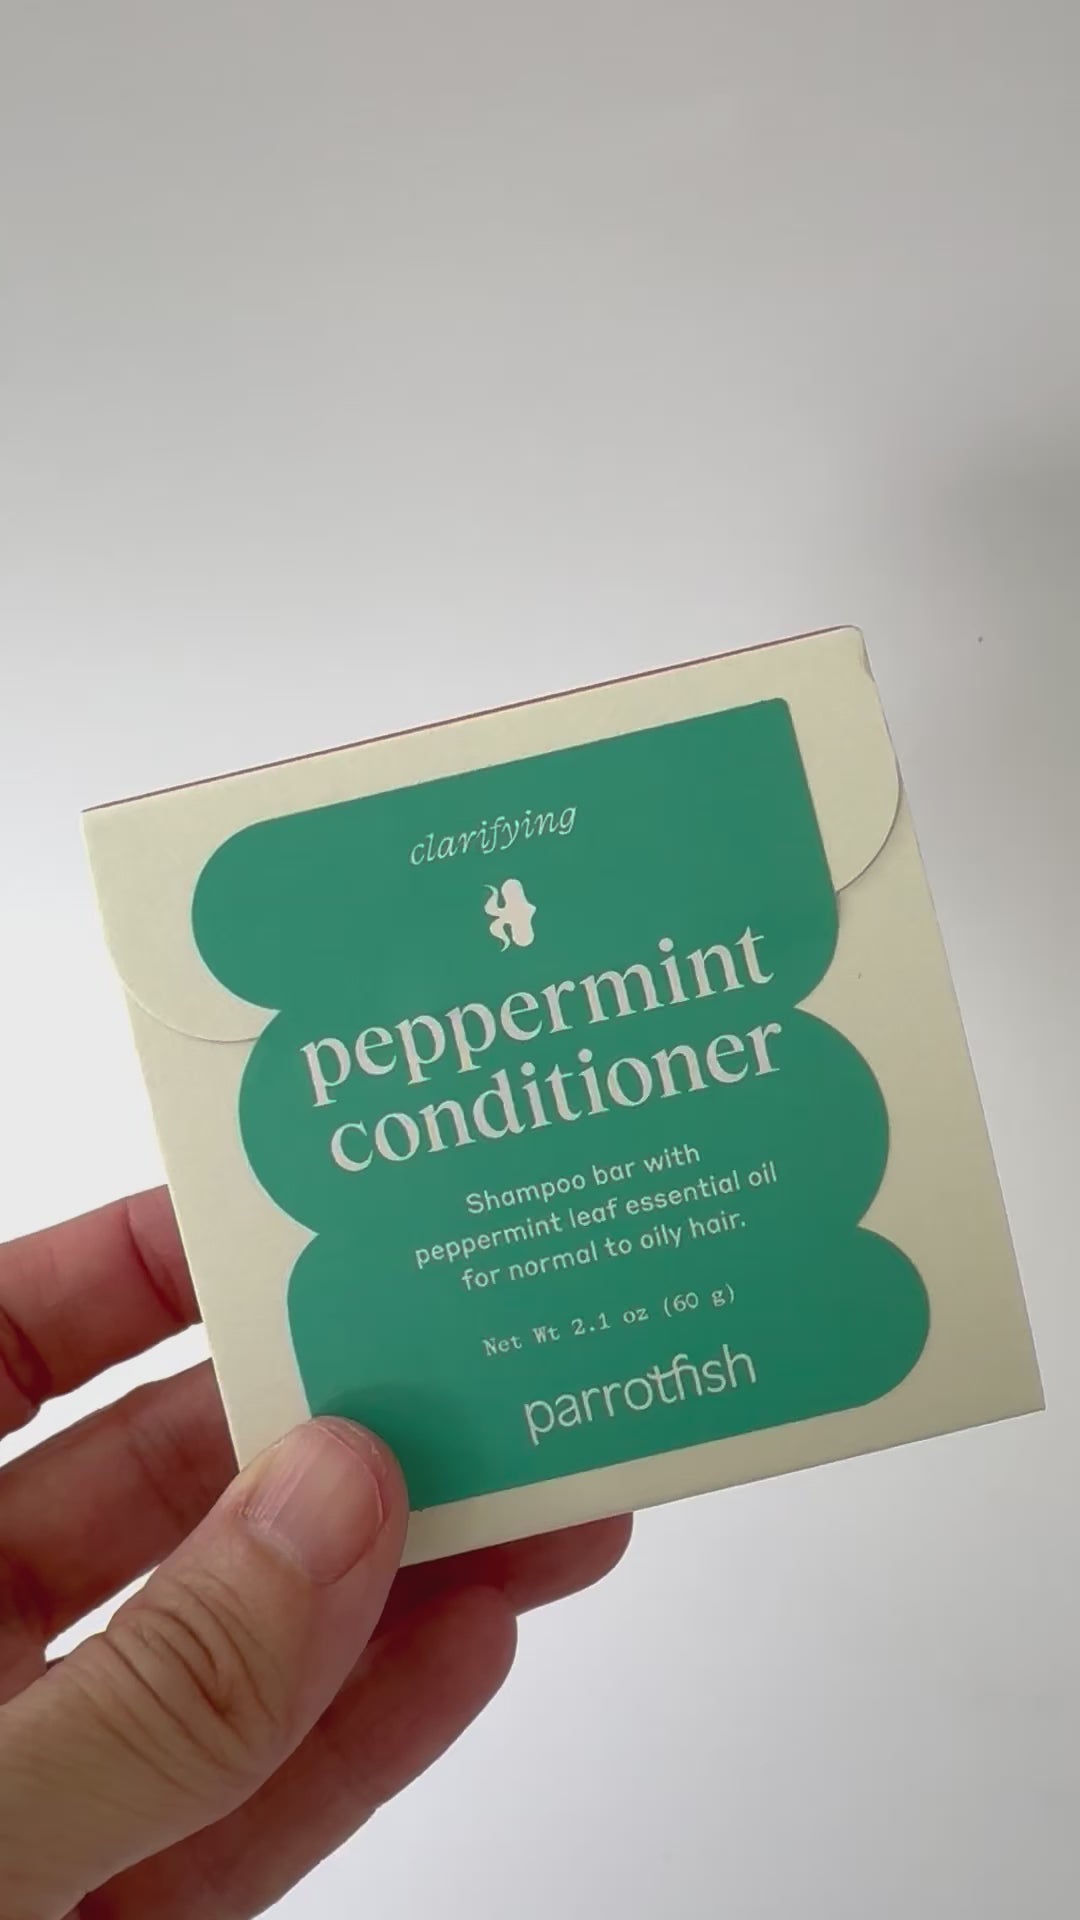 clarifying
peppermint
conditioner
Shampoo bar with
peppermint leaf essential oil
for normal to oily hair.
Net Wt 2.1 oz (60 g)
parrotfish